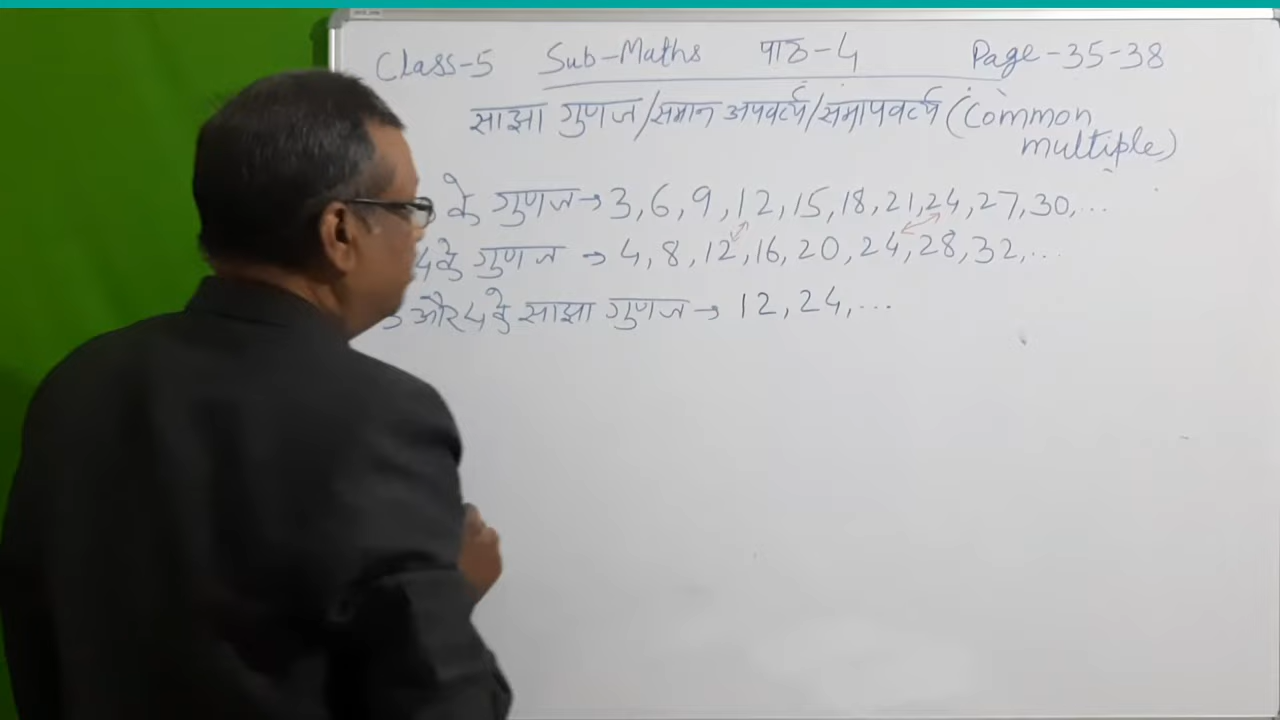 Class-5 Sub-Maths पाठ-4 Page-35-38
साझा गुणज/समान अपवर्त्य/समापवर्त्य (Common
multiple)
के गुणज→3,6,9,12,15,18,21,24,27,30,...
4 के गुणज →4,8,12,16,20,24,28,32,...
और 4 के साझा गुणज→ 12,24,...